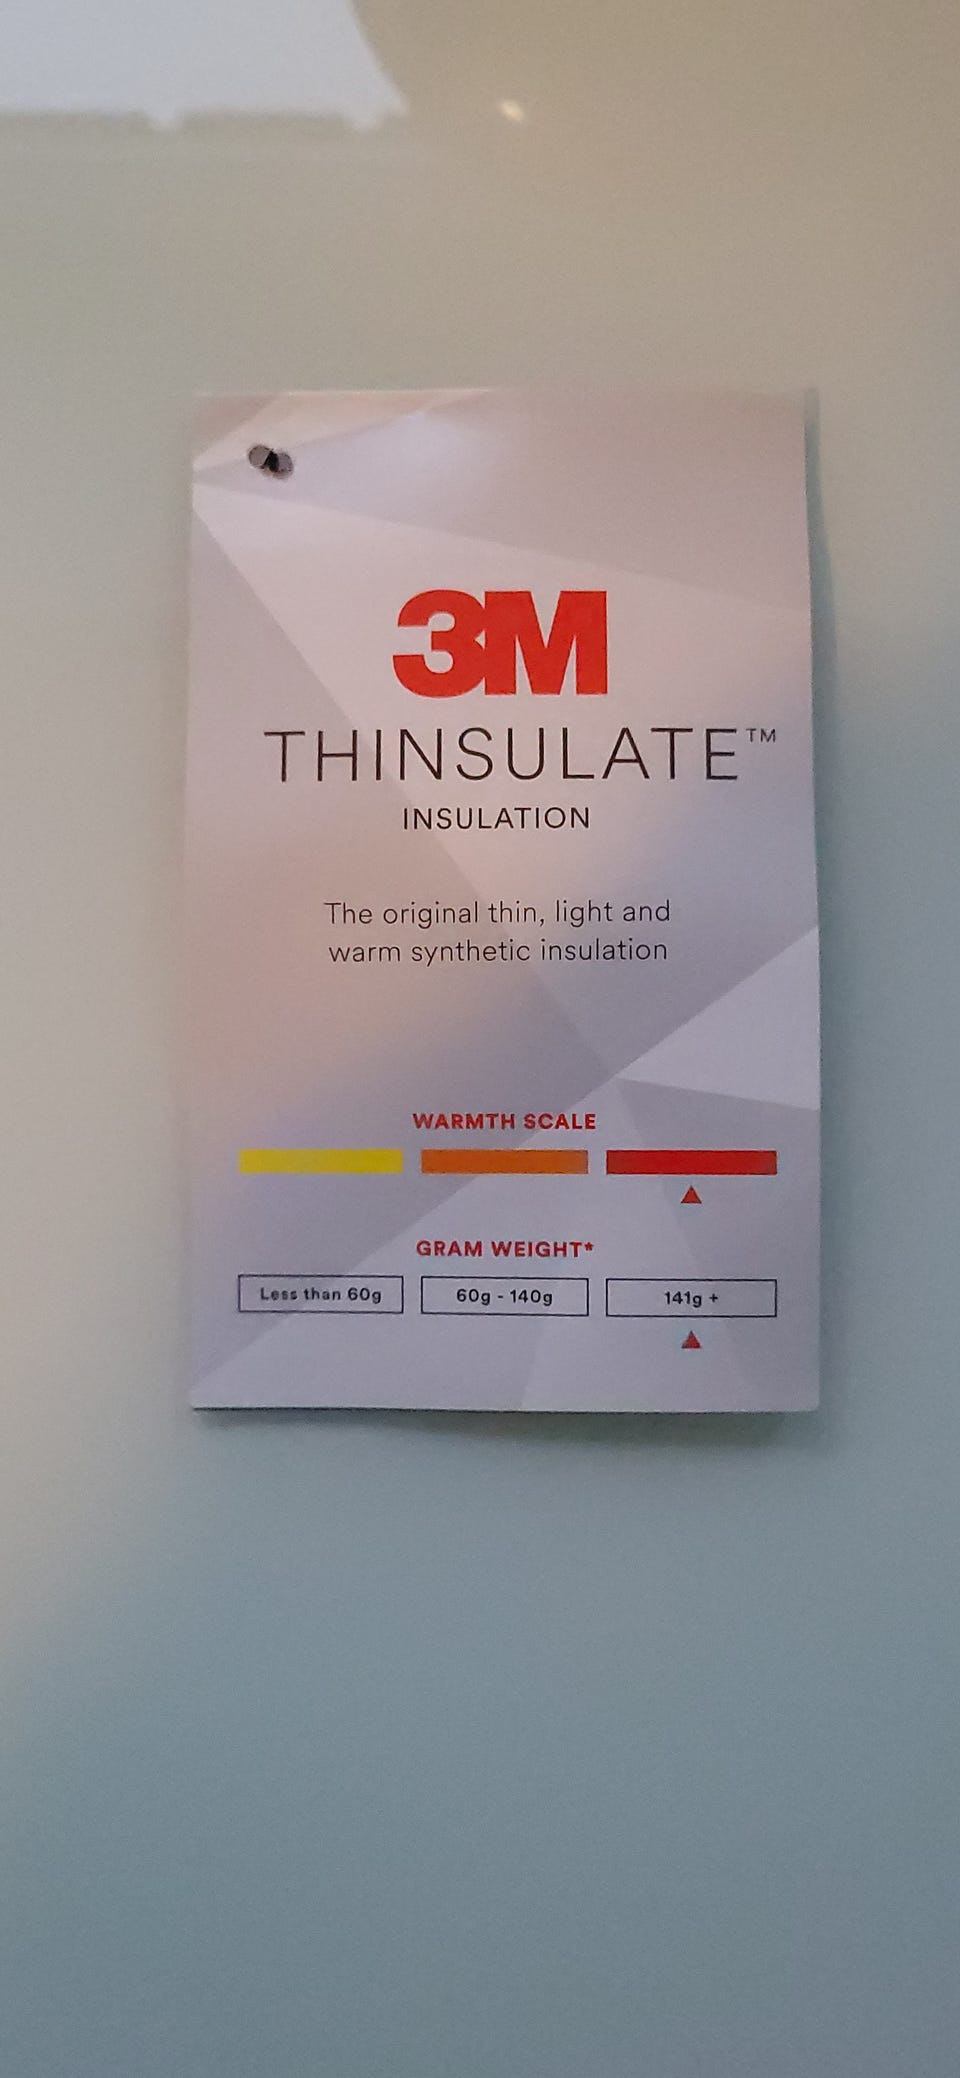 3M
THINSULATE™
INSULATION
The original thin, light and
warm synthetic insulation
WARMTH SCALE
GRAM WEIGHT*
Less than 60g
60g - 140g
141g +